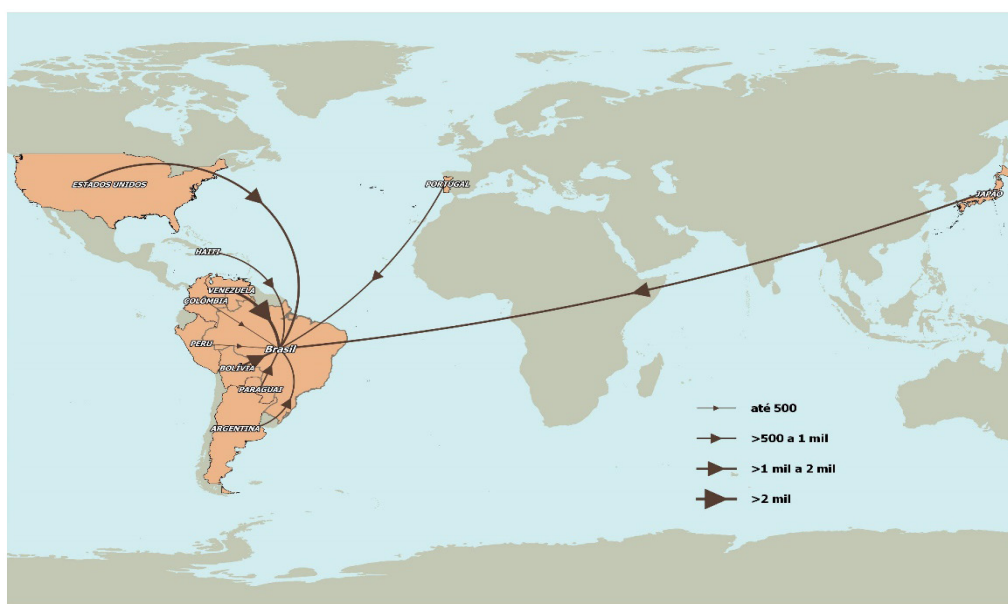 ESTADOS UNIDOS
PORTUGAL
JAPÃO
HAITI
VENEZUELA
COLÔMBIA
PERU
Brasil
BOLÍVIA
PARAGUAI
ARGENTINA
até 500
>500 a 1 mil
>1 mil a 2 mil
>2 mil